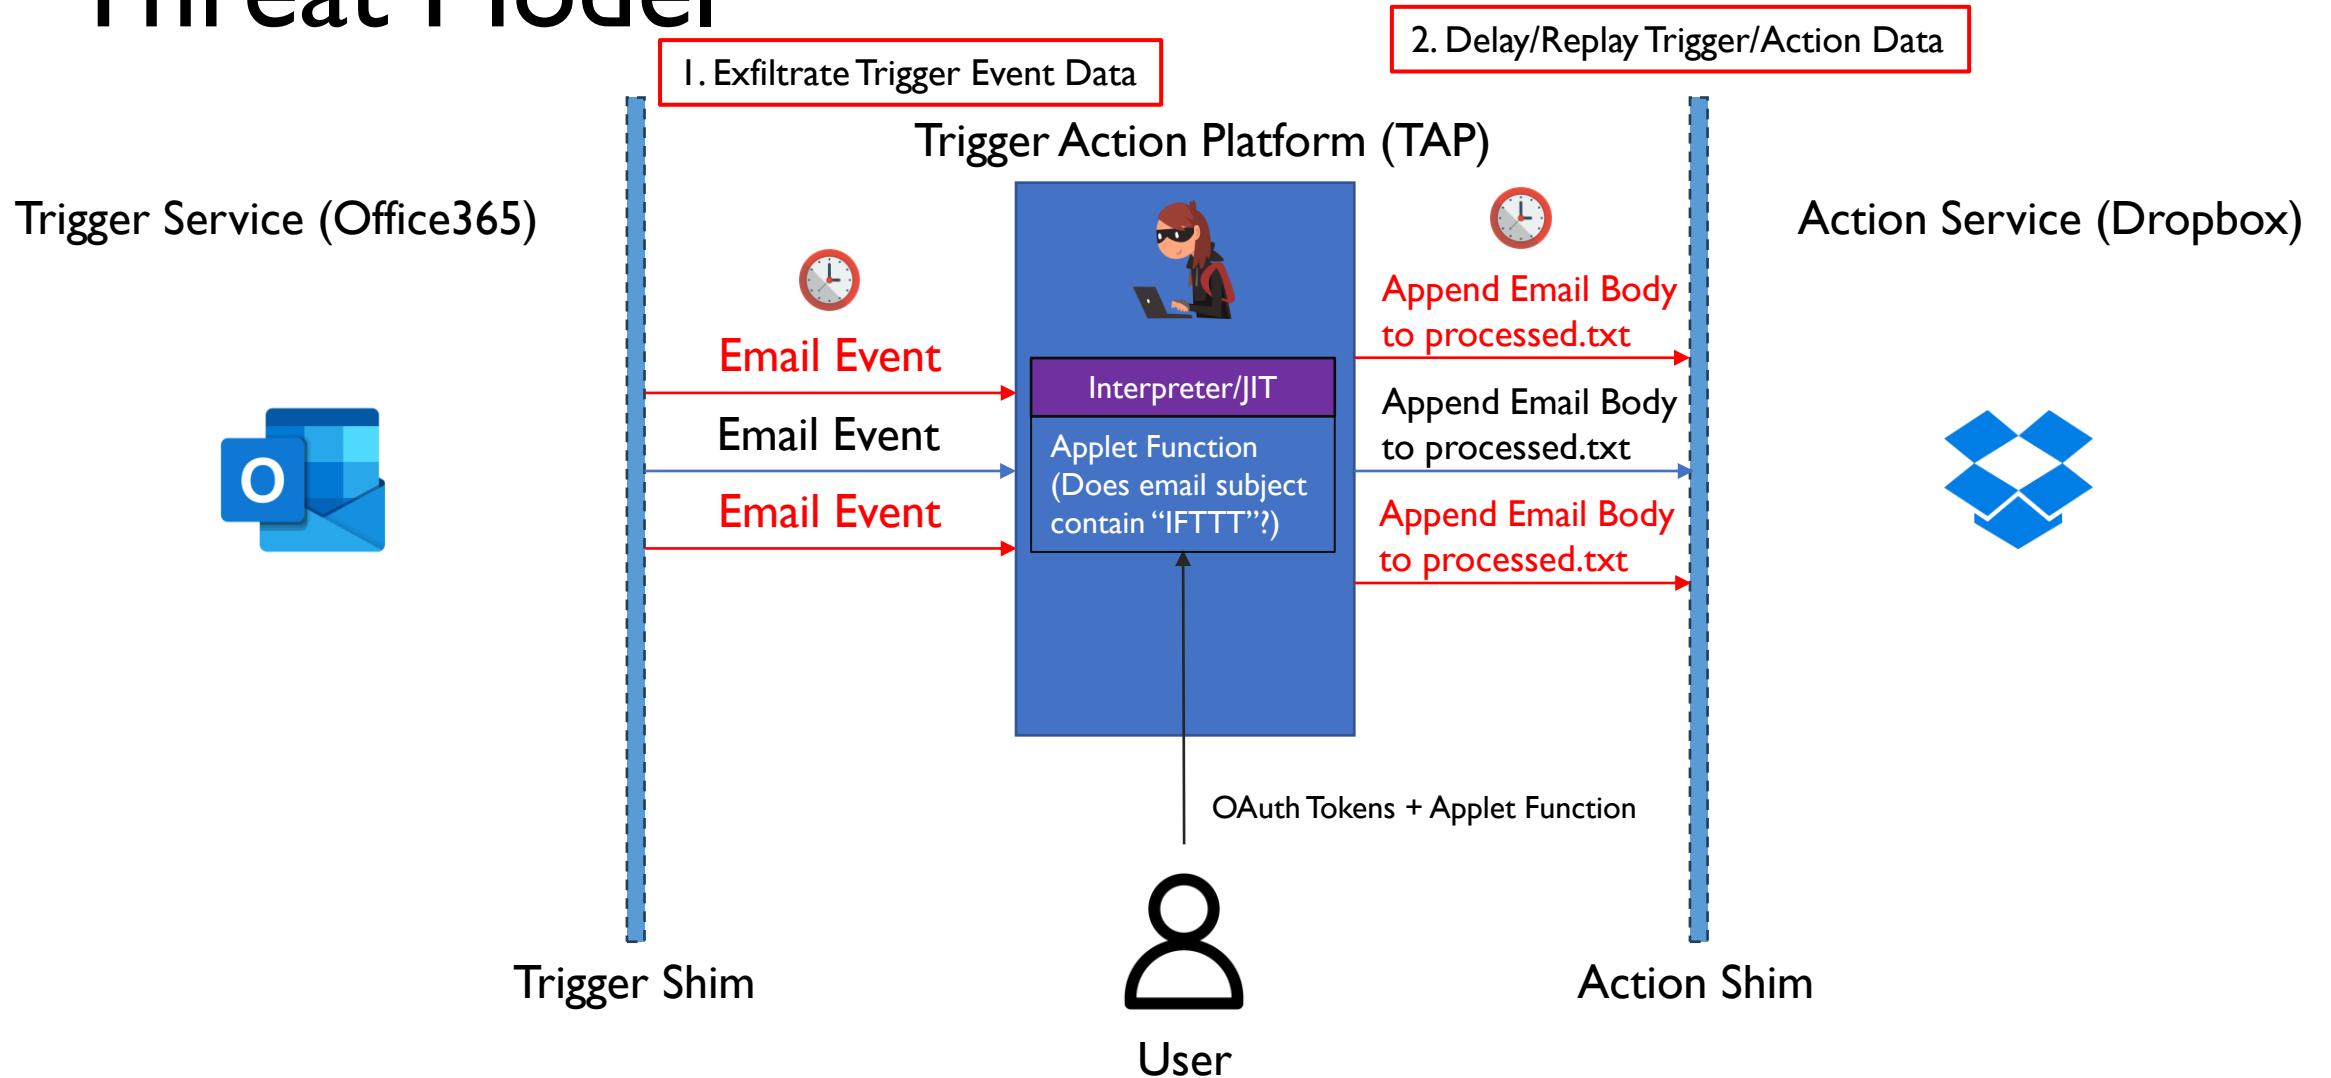 Threat Model
1. Exfiltrate Trigger Event Data
2. Delay/Replay Trigger/Action Data
Trigger Action Platform (TAP)
Trigger Service (Office365)
Action Service (Dropbox)
Email Event
Email Event
Email Event
Interpreter/JIT
Applet Function
(Does email subject
contain “IFTTT”?)
Append Email Body
to processed.txt
Append Email Body
to processed.txt
Append Email Body
to processed.txt
O
OAuth Tokens + Applet Function
Trigger Shim
Action Shim
User